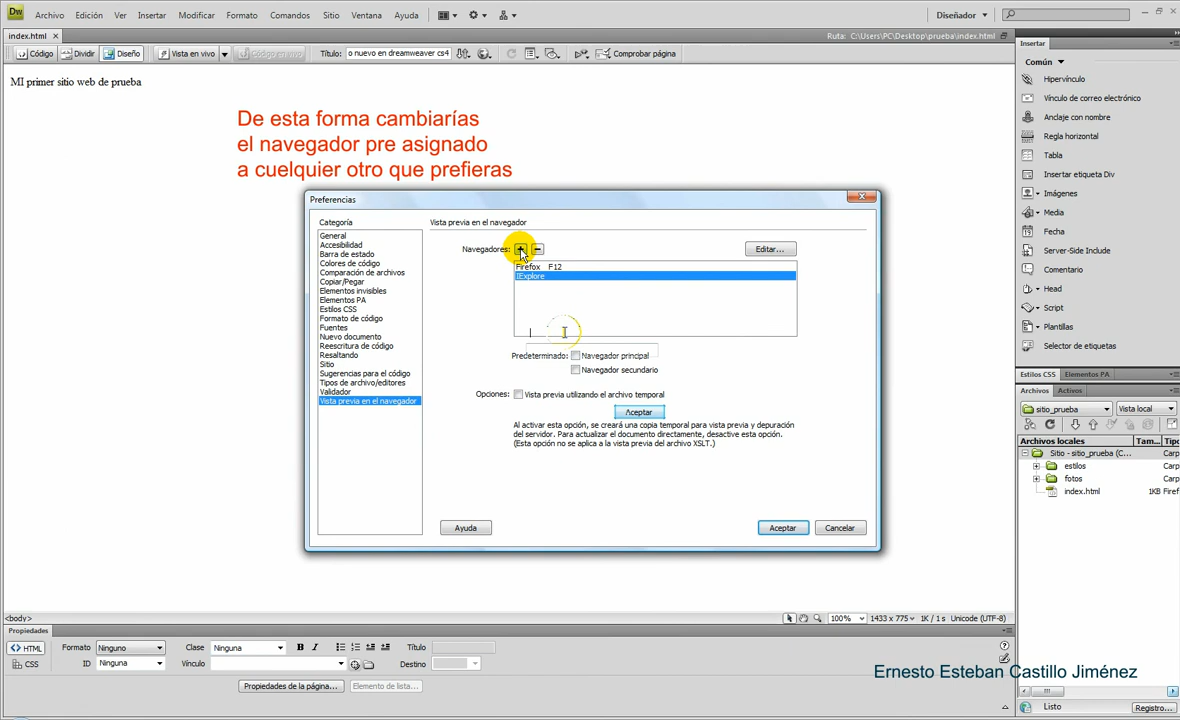 Dw
Archivo Edición Ver Insertar Modificar Formato Comandos Sitio Ventana Ayuda
Diseñador
index.html
Ruta: C:\Users\PC\Desktop\prueba\index.html
Código Dividir Diseño Vista en vivo Código en vivo Título: o nuevo en dreamweaver cs4 Comprobar página
MI primer sitio web de prueba
De esta forma cambiarías
el navegador pre asignado
a cuelquier otro que prefieras
Preferencias
Categoría
General
Accesibilidad
Barra de estado
Colores de código
Comparación de archivos
Copiar/Pegar
Elementos invisibles
Elementos PA
Estilos CSS
Formato de código
Fuentes
Nuevo documento
Reescritura de código
Resaltando
Sitio
Sugerencias para el código
Tipos de archivo/editores
Validador
Vista previa en el navegador
Vista previa en el navegador
Navegadores: + − Editar...
Firefox F12
IExplore
Predeterminado: Navegador principal
Navegador secundario
Opciones: Vista previa utilizando el archivo temporal
Aceptar
Al activar esta opción, se creará una copia temporal para vista previa y depuración
del servidor. Para actualizar el documento directamente, desactive esta opción.
(Esta opción no se aplica a la vista previa del archivo XSLT.)
Ayuda Aceptar Cancelar
Insertar
Común
Hipervínculo
Vínculo de correo electrónico
Anclaje con nombre
Regla horizontal
Tabla
Insertar etiqueta Div
Imágenes
Media
Fecha
Server-Side Include
Comentario
Head
Script
Plantillas
Selector de etiquetas
Estilos CSS Elementos PA
Archivos Activos
sitio_prueba Vista local
Archivos locales Tam... Tipo
Sitio - sitio_prueba (C... Carp
estilos Carp
fotos Carp
index.html 1KB Firef
<body>
100% 1433 x 775 1K / 1 s Unicode (UTF-8)
Propiedades
HTML Formato Ninguno Clase Ninguna B I Título
CSS ID Ninguna Vínculo Destino
Propiedades de la página... Elemento de lista...
Ernesto Esteban Castillo Jiménez
Listo Registro...